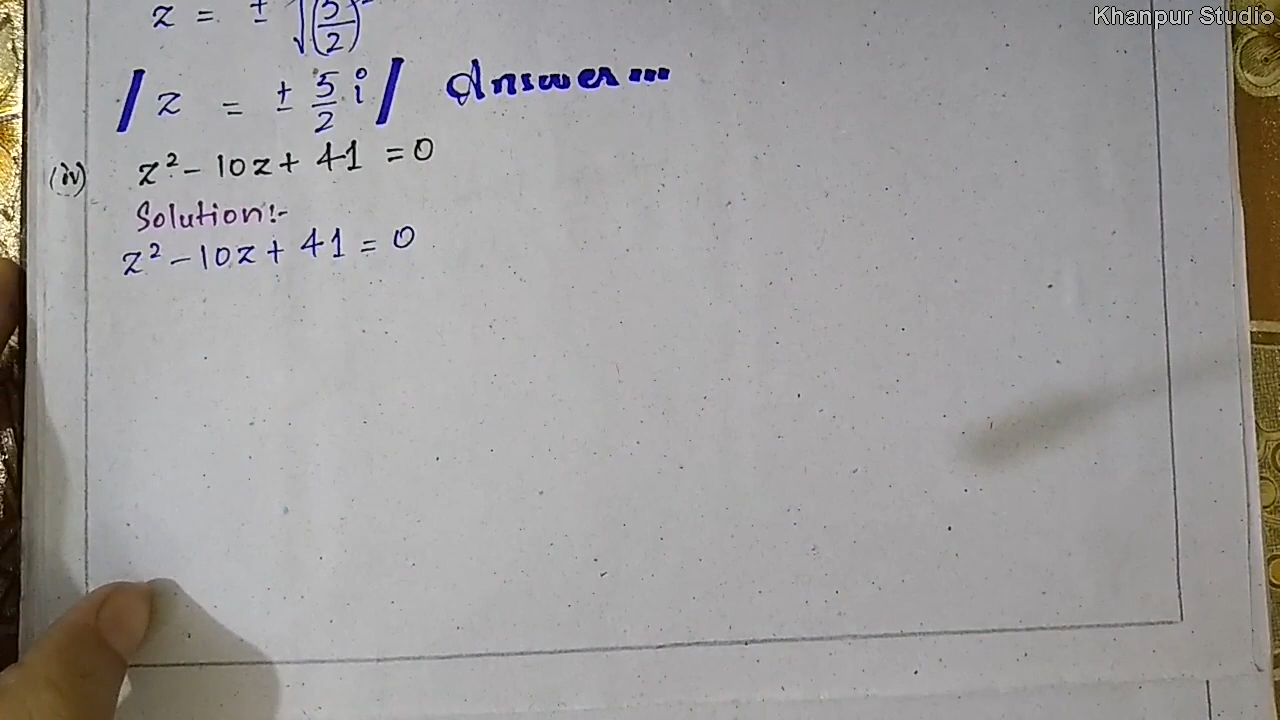 Khanpur Studio
z = ± √(5/2)²
/ z = ± 5/2 i / Answer...
(iv) z² - 10z + 41 = 0
Solution:-
z² - 10z + 41 = 0